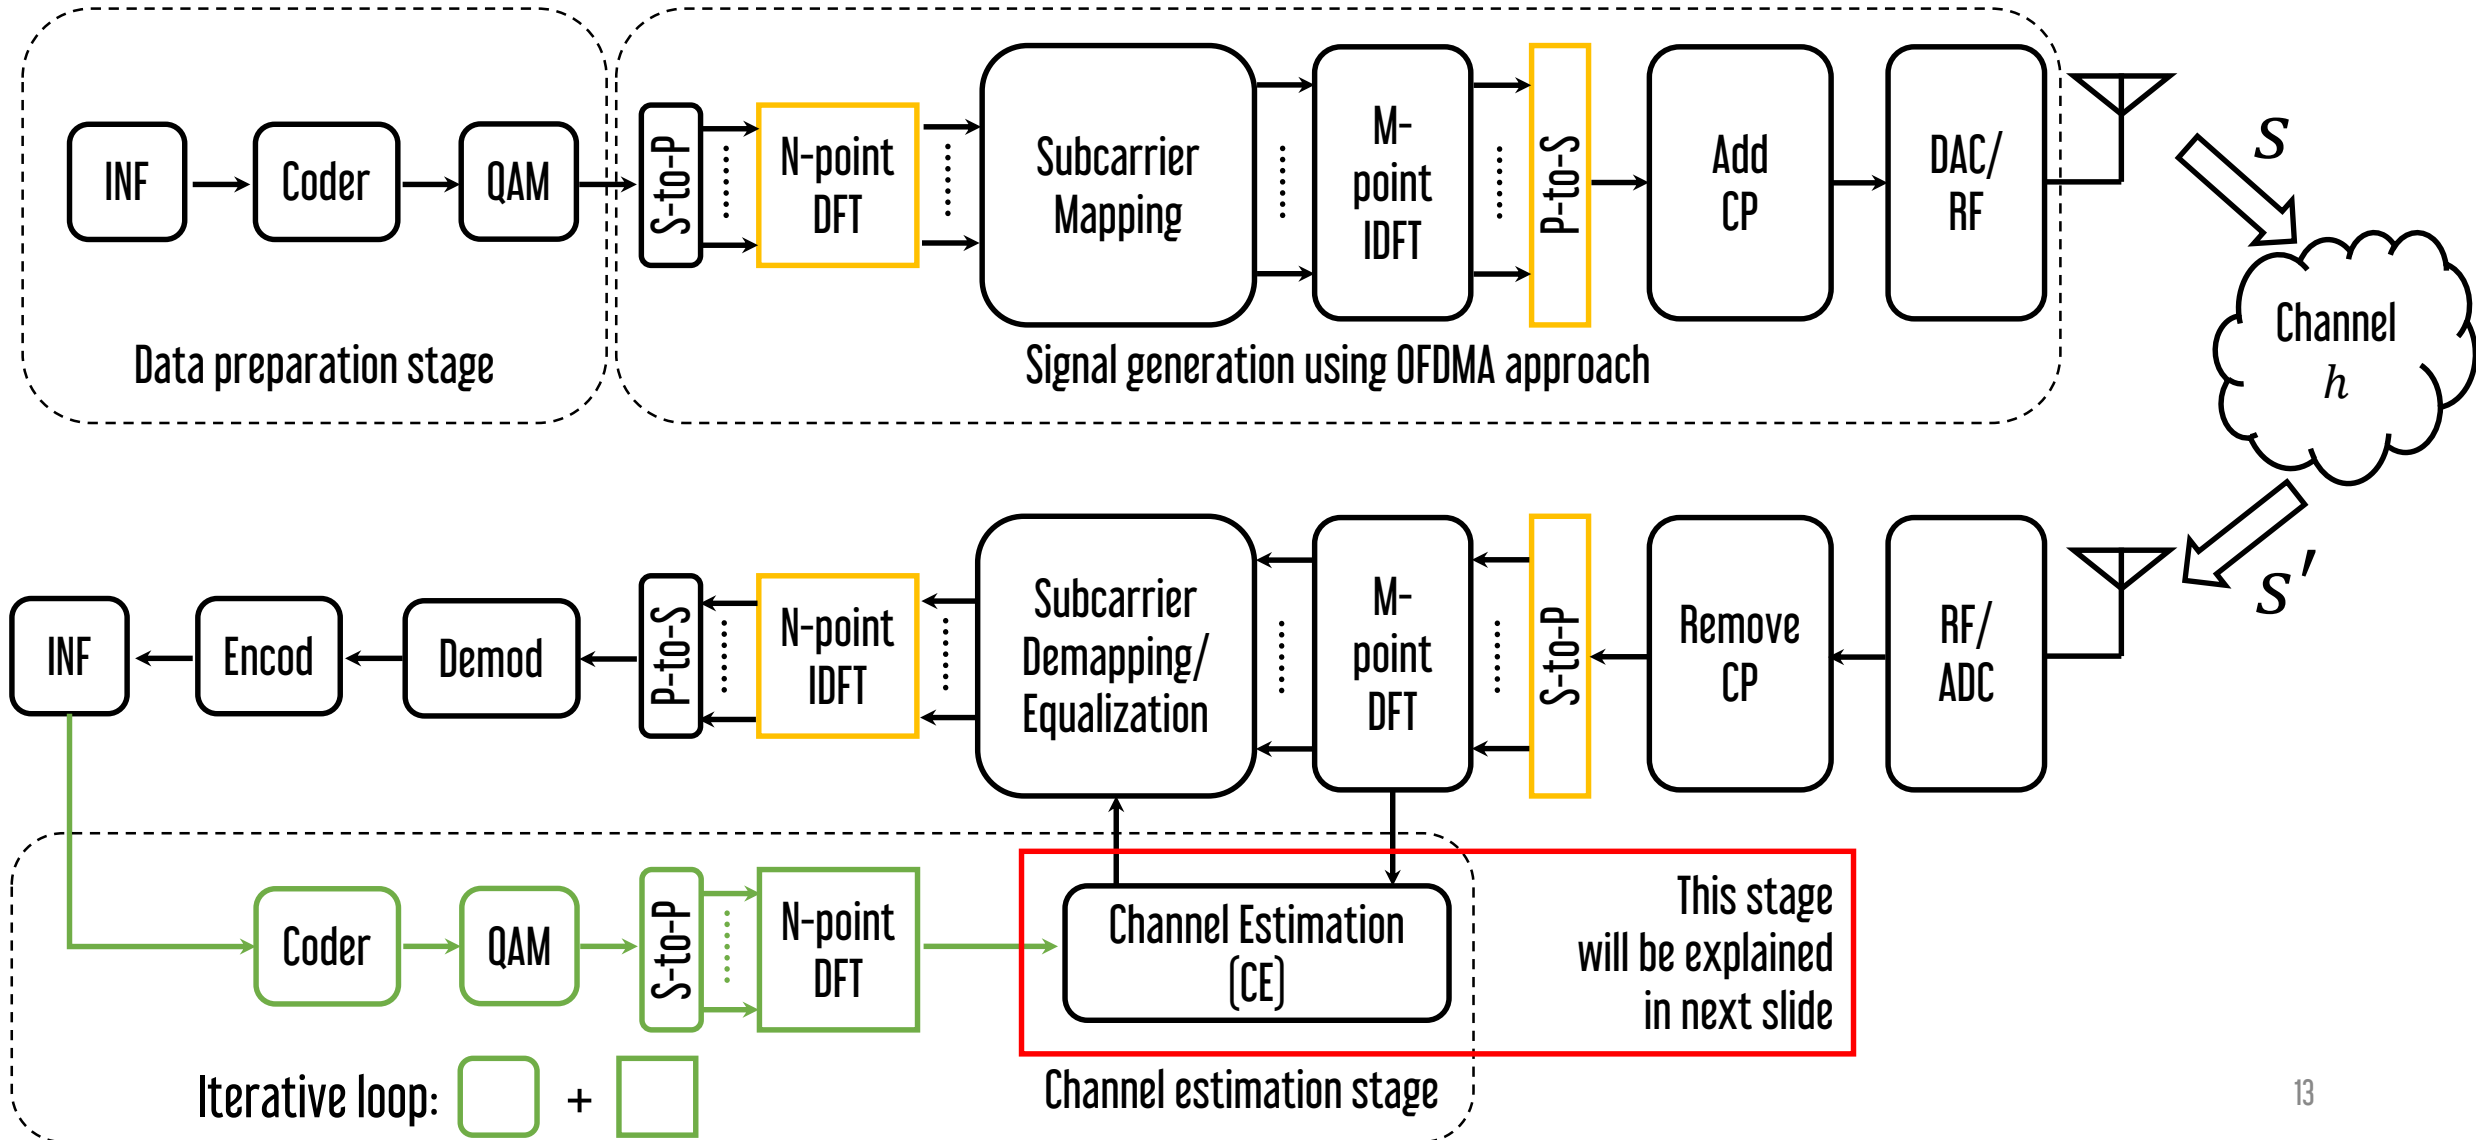 INF
Coder
QAM
S-to-P
N-point
DFT
Subcarrier
Mapping
M-
point
IDFT
P-to-S
Add
CP
DAC/
RF
s
Data preparation stage
Signal generation using OFDMA approach
Channel
h
INF
Encod
Demod
P-to-S
N-point
IDFT
Subcarrier
Demapping/
Equalization
M-
point
DFT
S-to-P
Remove
CP
RF/
ADC
s'
Coder
QAM
S-to-P
N-point
DFT
Channel Estimation
(CE)
This stage
will be explained
in next slide
Iterative loop: +
Channel estimation stage
13